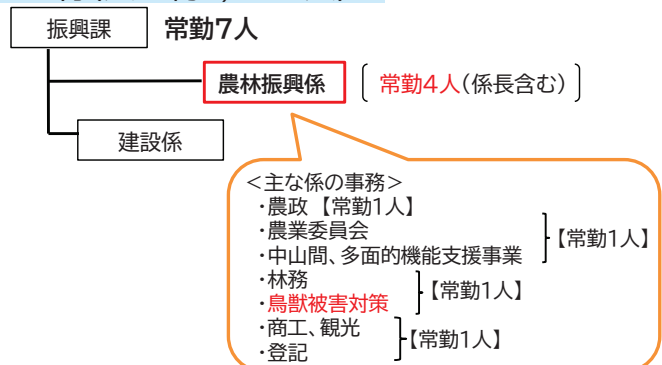 振興課 常勤7人
農林振興係 〔 常勤4人(係長含む) 〕
建設係
＜主な係の事務＞
・農政 【常勤1人】
・農業委員会
・中山間、多面的機能支援事業
【常勤1人】
・林務
・鳥獣被害対策
【常勤1人】
・商工、観光
・登記
【常勤1人】